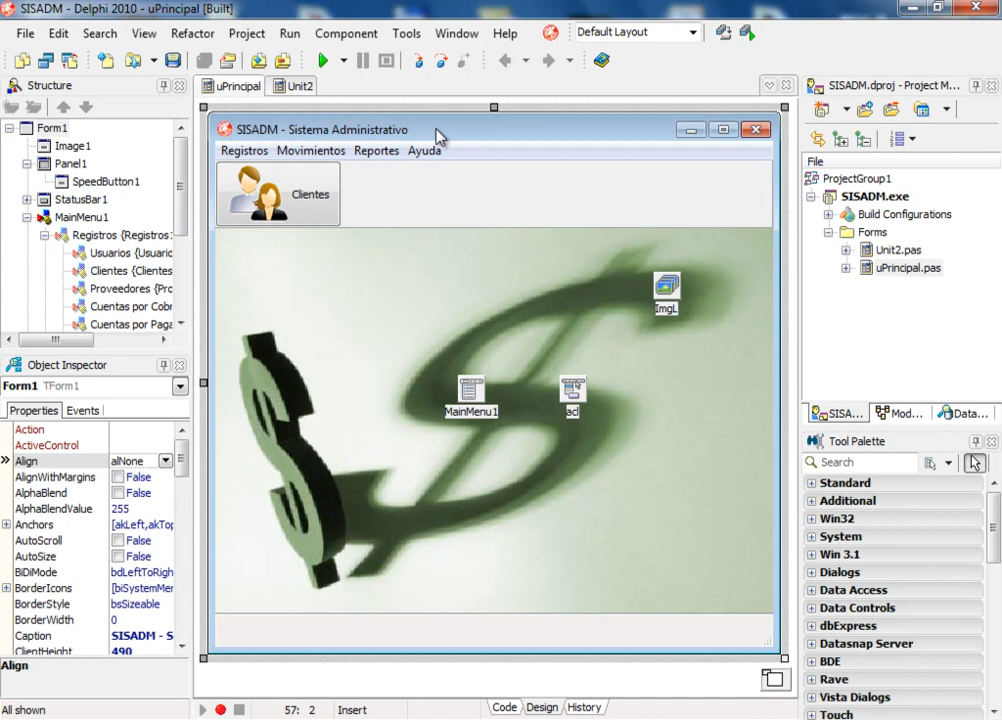 SISADM - Delphi 2010 - uPrincipal [Built]
File Edit Search View Refactor Project Run Component Tools Window Help
Default Layout
Structure
Form1
Image1
Panel1
SpeedButton1
StatusBar1
MainMenu1
Registros {Registros1
Usuarios {Usuario
Clientes {Clientes
Proveedores {Pro
Cuentas por Cobr
Cuentas por Paga
Object Inspector
Form1 TForm1
Properties Events
Action
ActiveControl
Align alNone
AlignWithMargins False
AlphaBlend False
AlphaBlendValue 255
Anchors [akLeft,akTop
AutoScroll False
AutoSize False
BiDiMode bdLeftToRigh
BorderIcons [biSystemMer
BorderStyle bsSizeable
BorderWidth 0
Caption SISADM - S
ClientHeight 490
Align
All shown
uPrincipal Unit2
SISADM - Sistema Administrativo
Registros Movimientos Reportes Ayuda
Clientes
ImgL
MainMenu1
acl
57: 2 Insert
Code Design History
SISADM.dproj - Project M...
File
ProjectGroup1
SISADM.exe
Build Configurations
Forms
Unit2.pas
uPrincipal.pas
SISA... Mod... Data...
Tool Palette
Search
Standard
Additional
Win32
System
Win 3.1
Dialogs
Data Access
Data Controls
dbExpress
Datasnap Server
BDE
Rave
Vista Dialogs
Touch